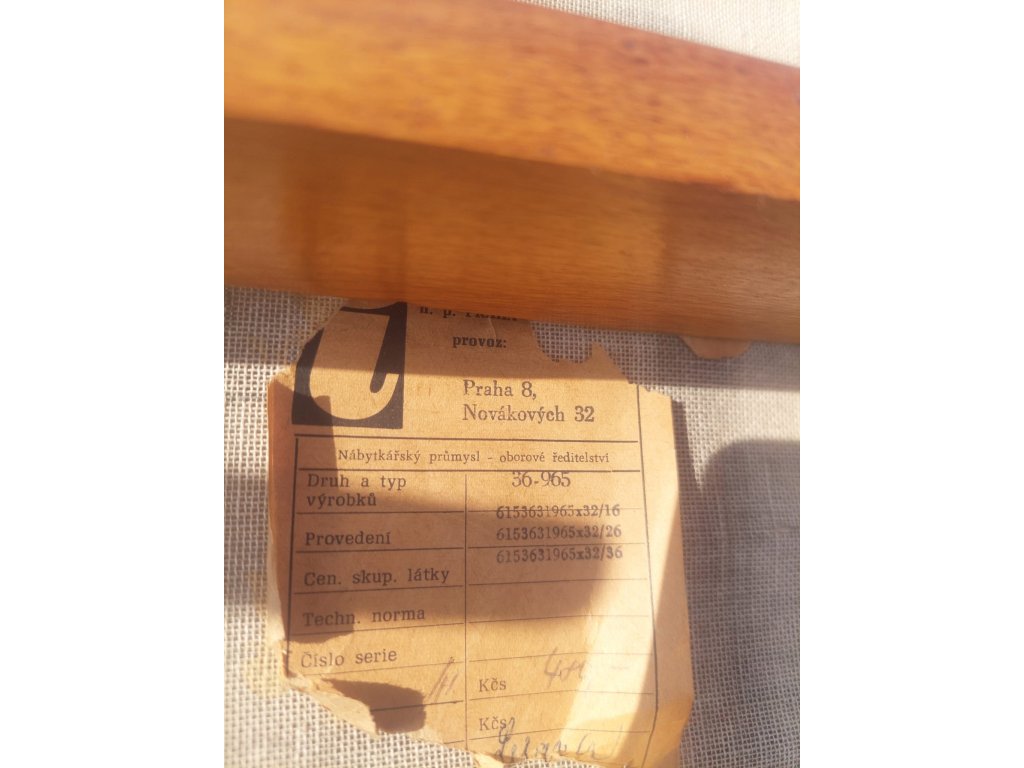 n. p.
provoz:
Praha 8,
Novákových 32
Nábytkářský průmysl - oborové ředitelství
Druh a typ výrobků 36-965
6153631965x32/16
Provedení 6153631965x32/26
6153631965x32/36
Cen. skup. látky
Techn. norma
Číslo serie
Kčs
Kčs